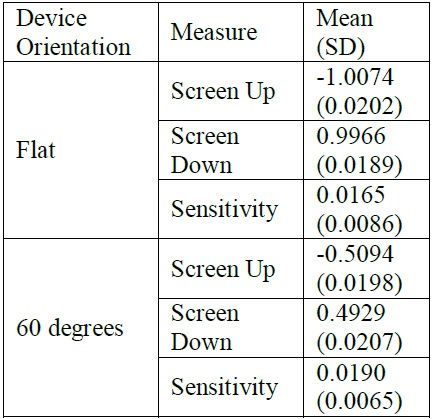 Device
Orientation
Measure
Mean
(SD)
Flat
Screen Up
-1.0074
(0.0202)
Screen
Down
0.9966
(0.0189)
Sensitivity
0.0165
(0.0086)
60 degrees
Screen Up
-0.5094
(0.0198)
Screen
Down
0.4929
(0.0207)
Sensitivity
0.0190
(0.0065)